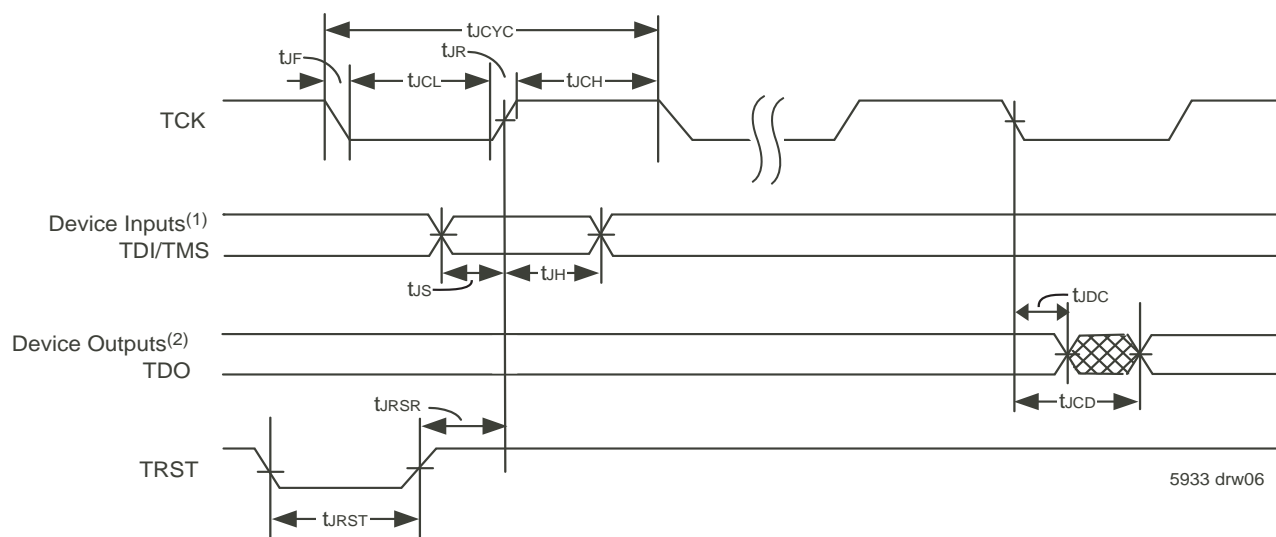 tJCYC
tJF
tJR
tJCL
tJCH
TCK
Device Inputs(1)
TDI/TMS
tJS
tJH
tJDC
Device Outputs(2)
TDO
tJRSR
tJCD
TRST
5933 drw06
tJRST